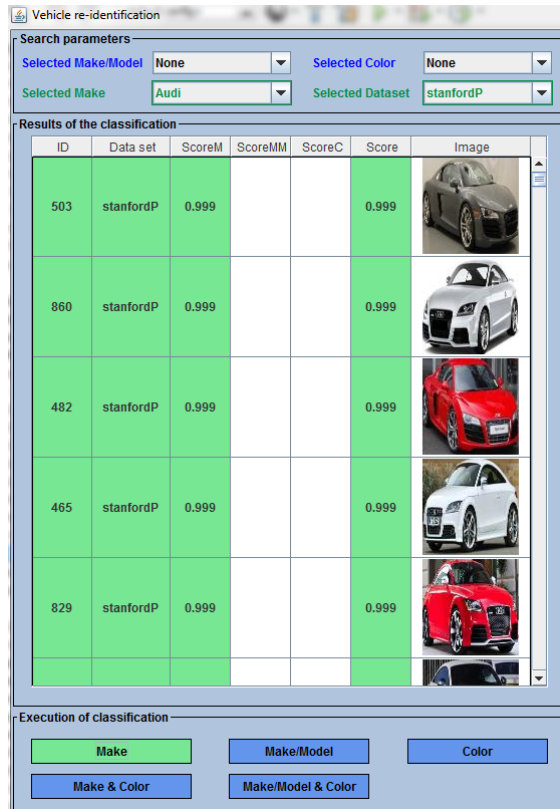 Vehicle re-identification
Search parameters
Selected Make/Model None Selected Color None
Selected Make Audi Selected Dataset stanfordP
Results of the classification
ID Data set ScoreM ScoreMM ScoreC Score Image
503 stanfordP 0.999 0.999
860 stanfordP 0.999 0.999
482 stanfordP 0.999 0.999
465 stanfordP 0.999 0.999
829 stanfordP 0.999 0.999
Execution of classification
Make Make/Model Color
Make & Color Make/Model & Color